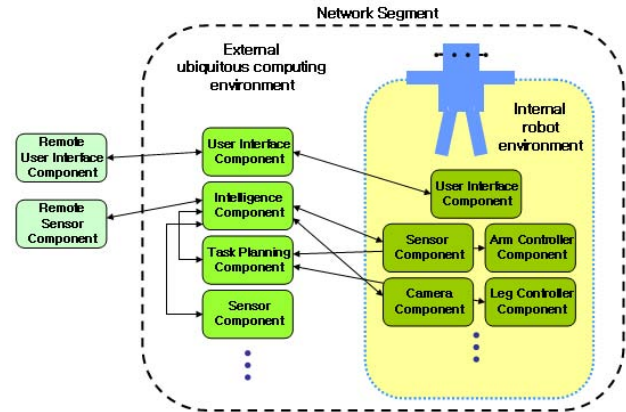 Network Segment
External
ubiquitous computing
environment
Internal
robot
environment
Remote
User Interface
Component
User Interface
Component
User Interface
Component
Remote
Sensor
Component
Intelligence
Component
Sensor
Component
Arm Controller
Component
Task Planning
Component
Camera
Component
Leg Controller
Component
Sensor
Component